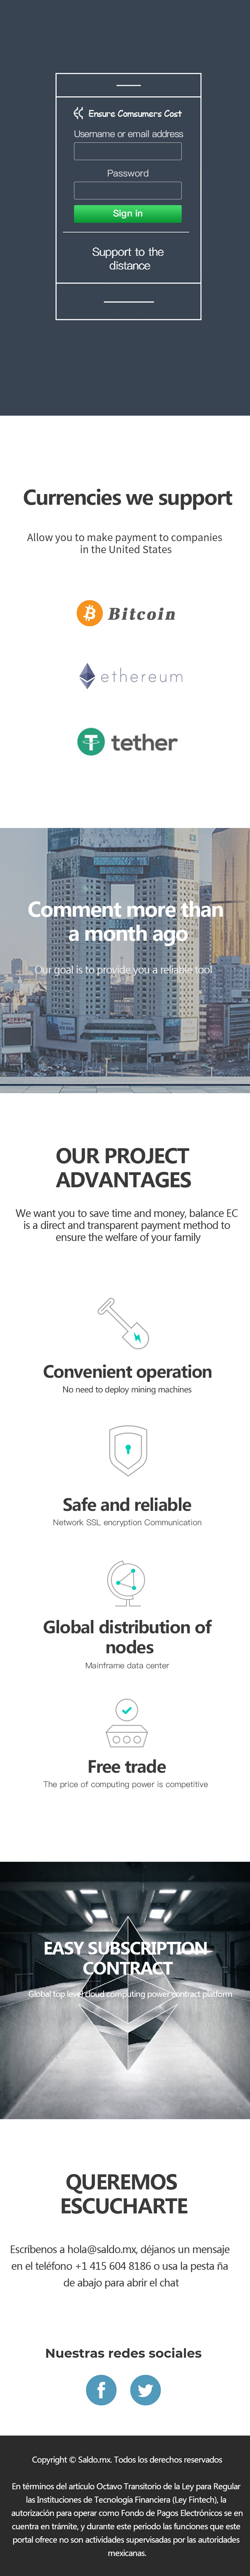 Ensure Comsumers Cost
Username or email address
Password
Sign in
Support to the
distance
Currencies we support
Allow you to make payment to companies
in the United States
Bitcoin
ethereum
tether
Comment more than
a month ago
Our goal is to provide you a reliable tool
OUR PROJECT
ADVANTAGES
We want you to save time and money, balance EC
is a direct and transparent payment method to
ensure the welfare of your family
Convenient operation
No need to deploy mining machines
Safe and reliable
Network SSL encryption Communication
Global distribution of
nodes
Mainframe data center
Free trade
The price of computing power is competitive
EASY SUBSCRIPTION
CONTRACT
Global top level cloud computing power contract platform
QUEREMOS
ESCUCHARTE
Escríbenos a hola@saldo.mx, déjanos un mensaje
en el teléfono +1 415 604 8186 o usa la pesta ña
de abajo para abrir el chat
Nuestras redes sociales
Copyright © Saldo.mx. Todos los derechos reservados
En términos del artículo Octavo Transitorio de la Ley para Regular
las Instituciones de Tecnología Financiera (Ley Fintech), la
autorización para operar como Fondo de Pagos Electrónicos se en
cuentra en trámite, y durante este periodo las funciones que este
portal ofrece no son actividades supervisadas por las autoridades
mexicanas.